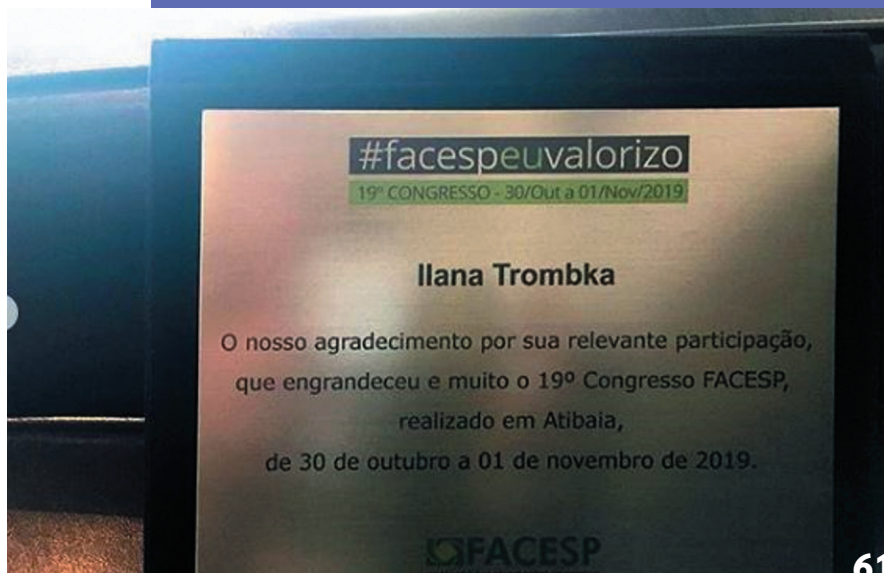 #facespeuvalorizo
19º CONGRESSO - 30/Out a 01/Nov/2019
Ilana Trombka
O nosso agradecimento por sua relevante participação,
que engrandeceu e muito o 19º Congresso FACESP,
realizado em Atibaia,
de 30 de outubro a 01 de novembro de 2019.
FACESP
61